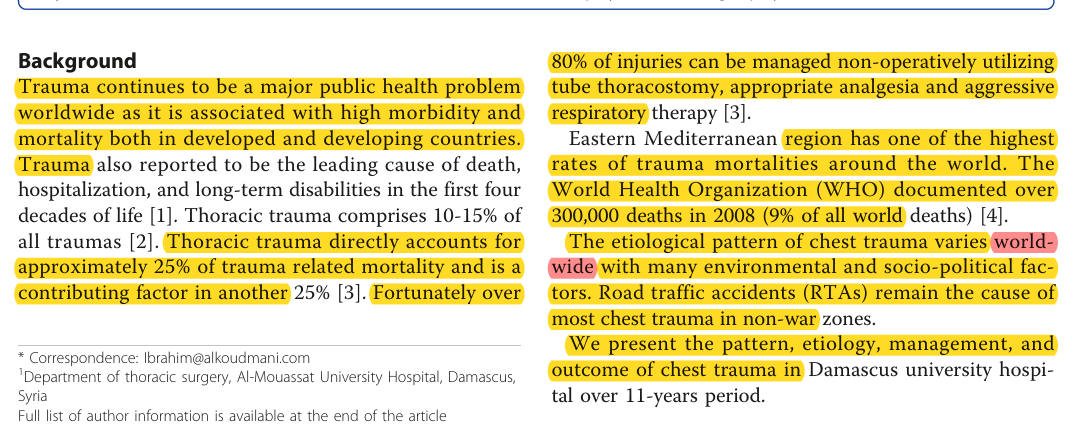 Background
Trauma continues to be a major public health problem
worldwide as it is associated with high morbidity and
mortality both in developed and developing countries.
Trauma also reported to be the leading cause of death,
hospitalization, and long-term disabilities in the first four
decades of life [1]. Thoracic trauma comprises 10-15% of
all traumas [2]. Thoracic trauma directly accounts for
approximately 25% of trauma related mortality and is a
contributing factor in another 25% [3]. Fortunately over
* Correspondence: Ibrahim@alkoudmani.com
1Department of thoracic surgery, Al-Mouassat University Hospital, Damascus,
Syria
Full list of author information is available at the end of the article
80% of injuries can be managed non-operatively utilizing
tube thoracostomy, appropriate analgesia and aggressive
respiratory therapy [3].
Eastern Mediterranean region has one of the highest
rates of trauma mortalities around the world. The
World Health Organization (WHO) documented over
300,000 deaths in 2008 (9% of all world deaths) [4].
The etiological pattern of chest trauma varies world-
wide with many environmental and socio-political fac-
tors. Road traffic accidents (RTAs) remain the cause of
most chest trauma in non-war zones.
We present the pattern, etiology, management, and
outcome of chest trauma in Damascus university hospi-
tal over 11-years period.